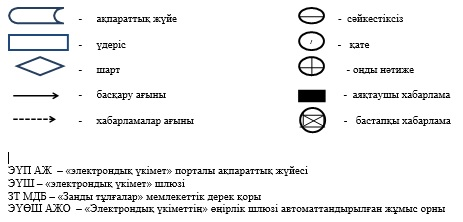 - ақпараттық жүйе
- үдеріс
- шарт
- басқару ағыны
- хабарламалар ағыны
- сәйкестіксіз
- қате
- оңды нәтиже
- аяқтаушы хабарлама
- бастапқы хабарлама
ЭҮП АЖ – «электрондық үкімет» порталы ақпараттық жүйесі
ЭҮШ – «электрондық үкімет» шлюзі
ЗТ МДБ – «Заңды тұлғалар» мемлекеттік дерек қоры
ЭҮӨШ АЖО – «Электрондық үкіметтің» өңірлік шлюзі автоматтандырылған жұмыс орны